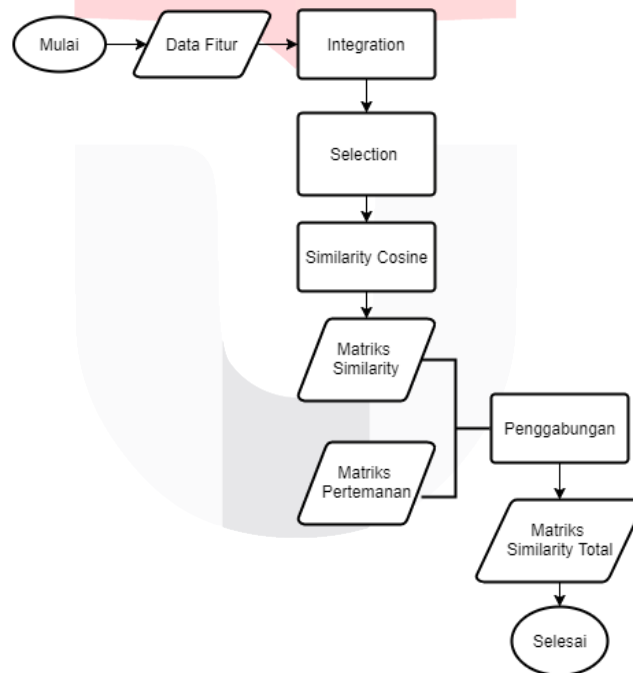 Mulai
Data Fitur
Integration
Selection
Similarity Cosine
Matriks
Similarity
Matriks
Pertemanan
Penggabungan
Matriks
Similarity Total
Selesai